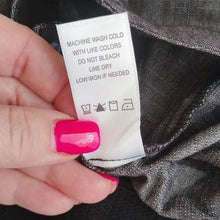 MACHINE WASH COLD
WITH LIKE COLORS
DO NOT BLEACH
LINE DRY
LOW IRON IF NEEDED